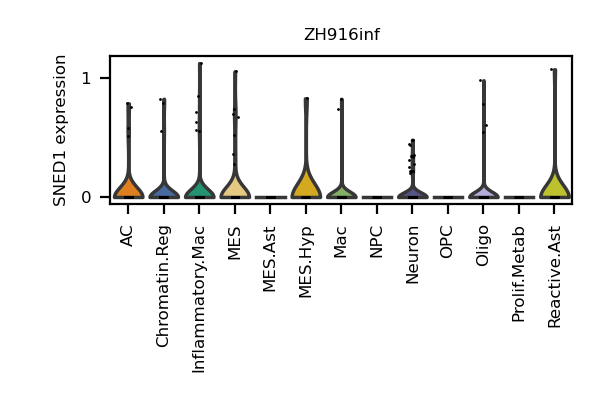 ZH916inf
SNED1 expression
1
0
AC
Chromatin.Reg
Inflammatory.Mac
MES
MES.Ast
MES.Hyp
Mac
NPC
Neuron
OPC
Oligo
Prolif.Metab
Reactive.Ast